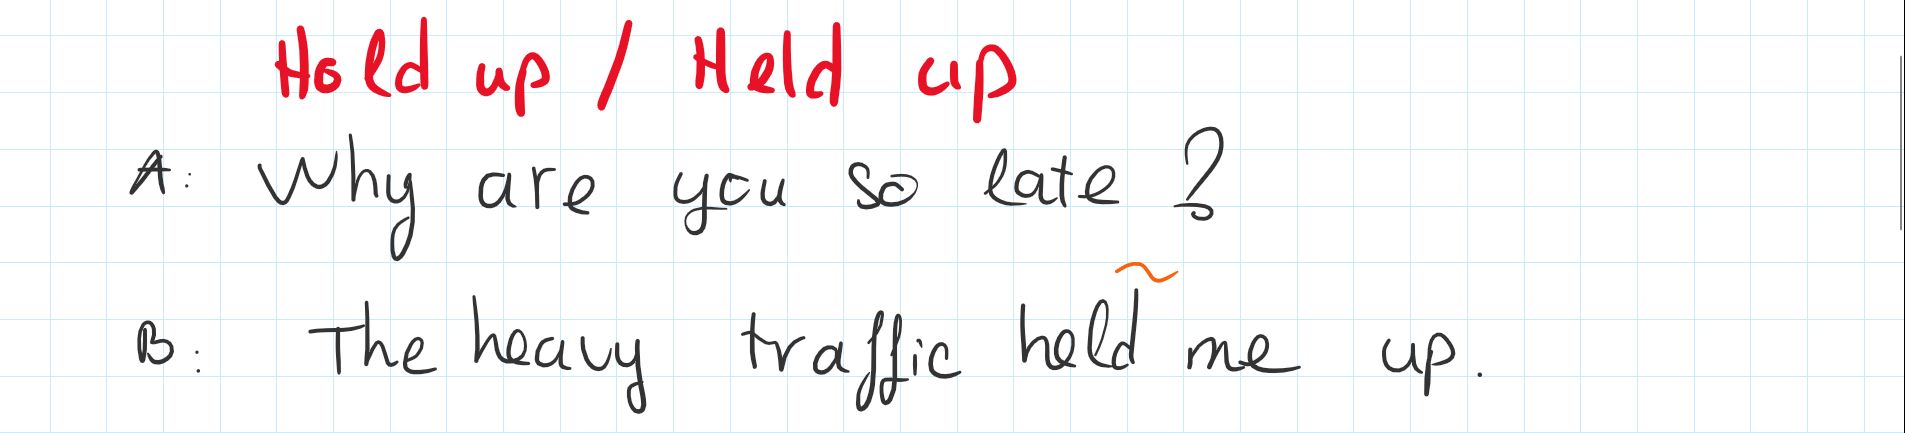 Hold up / Held up
A: Why are you so late ?
B: The heavy traffic held me up.